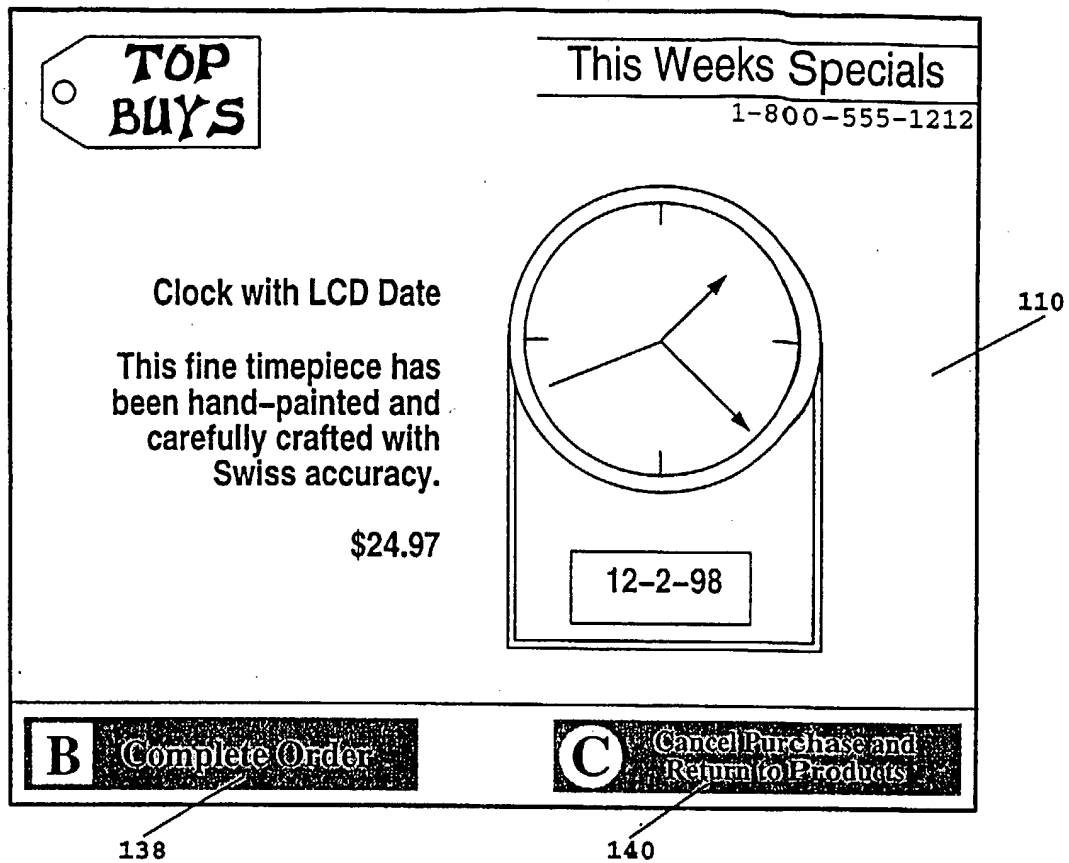 TOP
BUYS
This Weeks Specials
1-800-555-1212
Clock with LCD Date
This fine timepiece has
been hand-painted and
carefully crafted with
Swiss accuracy.
$24.97
12-2-98
110
B Complete Order
C Cancel Purchase and
Return to Products
138
140